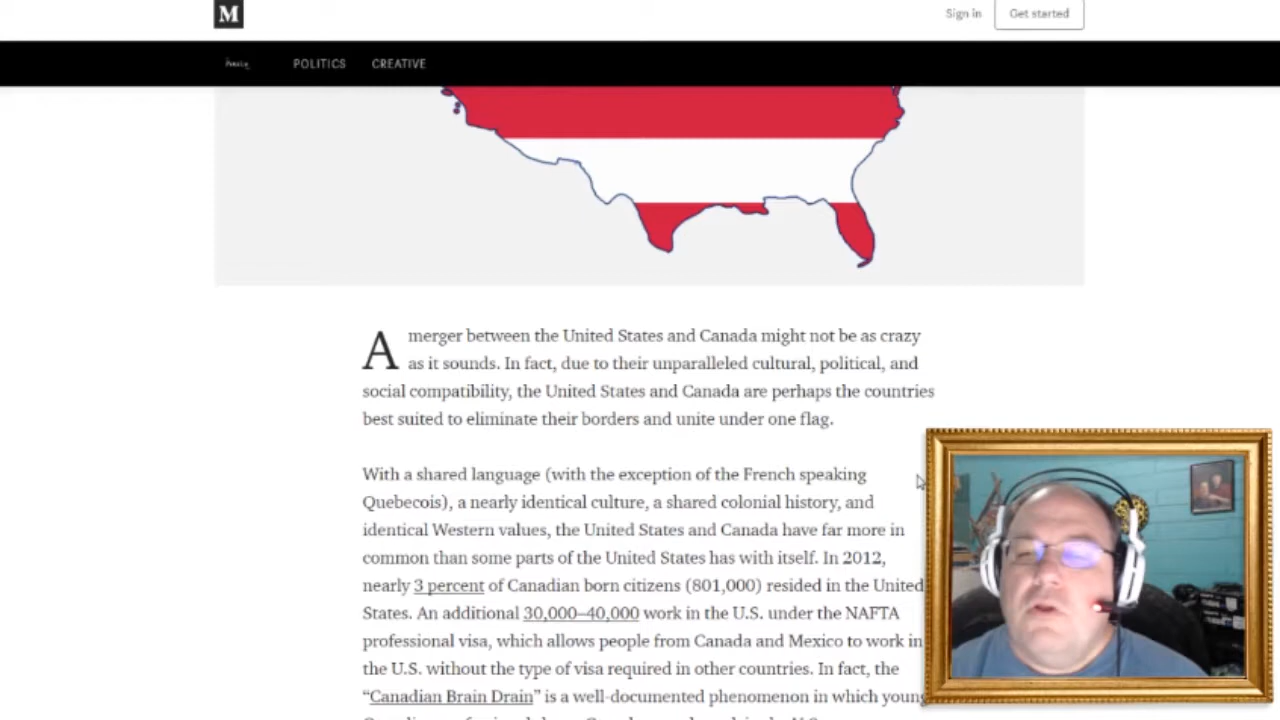 M
Sign in
Get started
POLITICS
CREATIVE
A merger between the United States and Canada might not be as crazy
as it sounds. In fact, due to their unparalleled cultural, political, and
social compatibility, the United States and Canada are perhaps the countries
best suited to eliminate their borders and unite under one flag.
With a shared language (with the exception of the French speaking
Quebecois), a nearly identical culture, a shared colonial history, and
identical Western values, the United States and Canada have far more in
common than some parts of the United States has with itself. In 2012,
nearly 3 percent of Canadian born citizens (801,000) resided in the United
States. An additional 30,000–40,000 work in the U.S. under the NAFTA
professional visa, which allows people from Canada and Mexico to work in
the U.S. without the type of visa required in other countries. In fact, the
“Canadian Brain Drain” is a well-documented phenomenon in which young